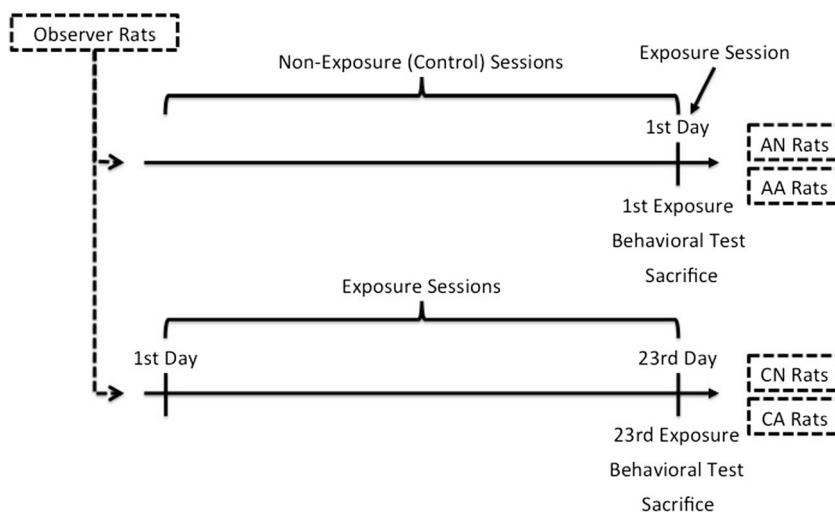 Observer Rats
Non-Exposure (Control) Sessions
Exposure Session
1st Day
AN Rats
AA Rats
1st Exposure
Behavioral Test
Sacrifice
Exposure Sessions
1st Day
23rd Day
CN Rats
CA Rats
23rd Exposure
Behavioral Test
Sacrifice